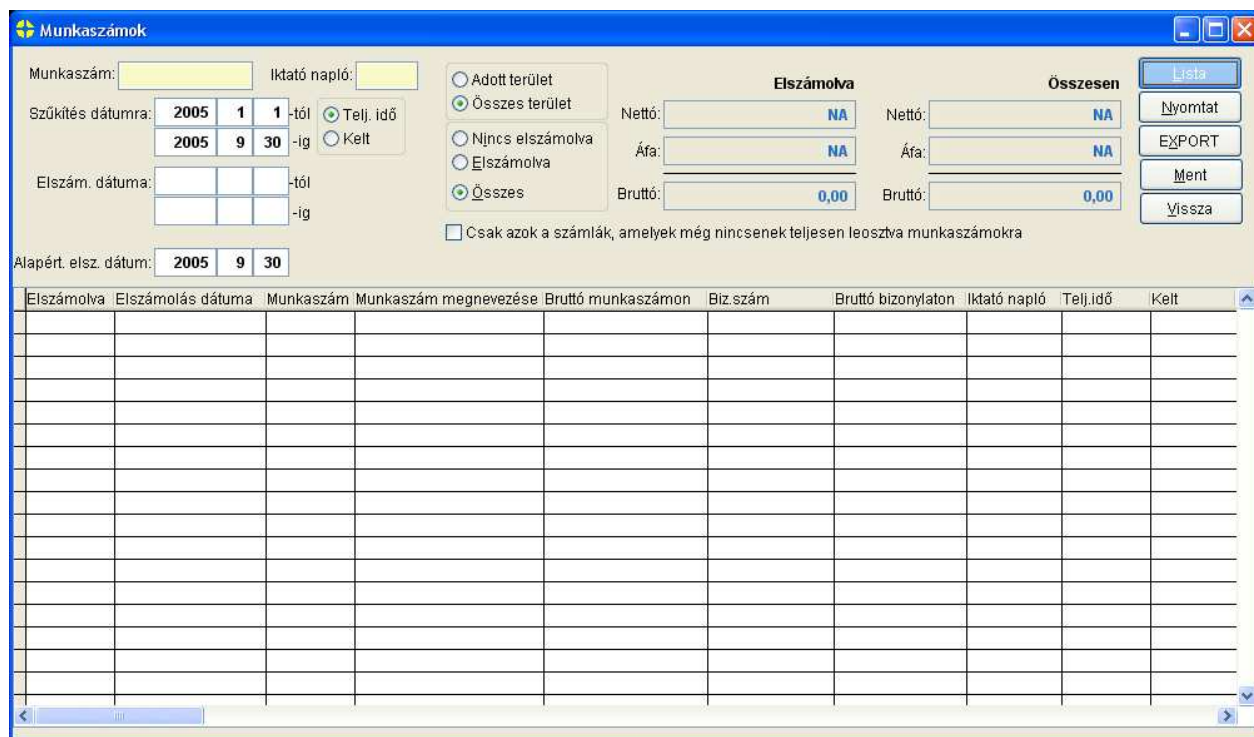 Munkaszámok
Munkaszám: Iktató napló:
Szűkítés dátumra: 2005 1 1 -tól Telj. idő
2005 9 30 -ig Kelt
Elszám. dátuma: -tól
-ig
Alapért. elsz. dátum: 2005 9 30
Adott terület
Összes terület
Nincs elszámolva
Elszámolva
Összes
Elszámolva Összesen
Nettó: NA Nettó: NA
Áfa: NA Áfa: NA
Bruttó: 0,00 Bruttó: 0,00
Csak azok a számlák, amelyek még nincsenek teljesen leosztva munkaszámokra
Lista
Nyomtat
EXPORT
Ment
Vissza
Elszámolva Elszámolás dátuma Munkaszám Munkaszám megnevezése Bruttó munkaszámon Biz.szám Bruttó bizonylaton Iktató napló Telj.idő Kelt